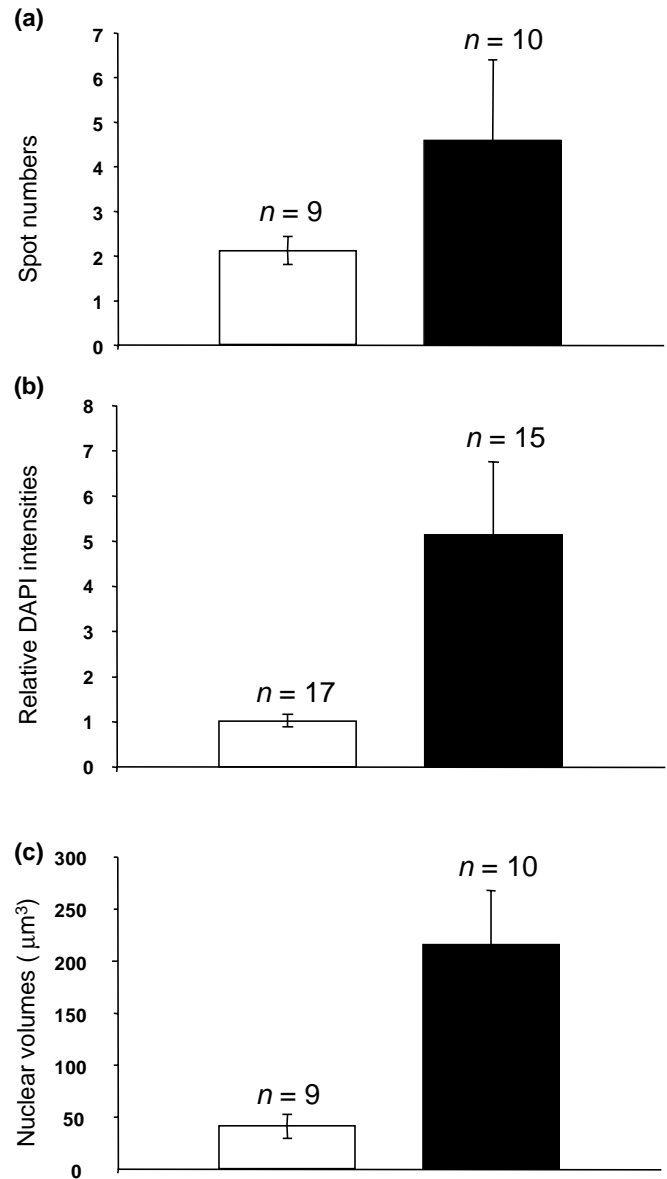 (a)
Spot numbers
7
6
5
4
3
2
1
0
n = 9
n = 10
(b)
Relative DAPI intensities
8
7
6
5
4
3
2
1
0
n = 17
n = 15
(c)
Nuclear volumes ( μm³)
300
250
200
150
100
50
0
n = 9
n = 10